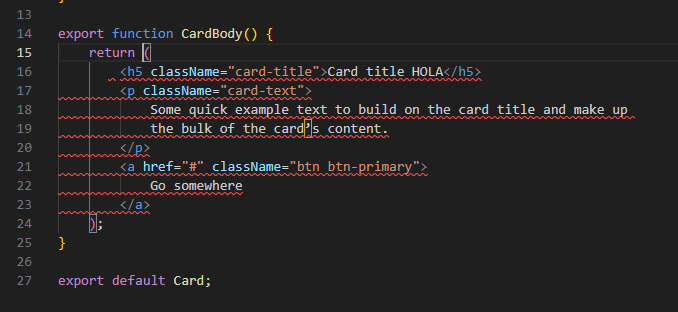 13
14 export function CardBody() {
15 return (
16 <h5 className="card-title">Card title HOLA</h5>
17 <p className="card-text">
18 Some quick example text to build on the card title and make up
19 the bulk of the card’s content.
20 </p>
21 <a href="#" className="btn btn-primary">
22 Go somewhere
23 </a>
24 );
25 }
26
27 export default Card;